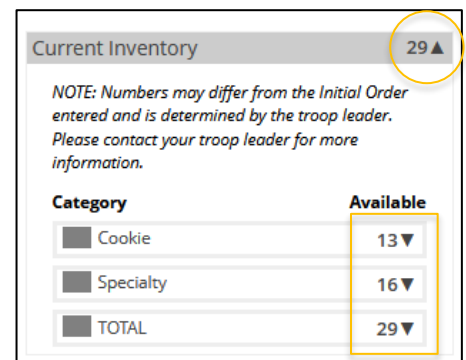 Current Inventory 29▲
NOTE: Numbers may differ from the Initial Order
entered and is determined by the troop leader.
Please contact your troop leader for more
information.
Category Available
Cookie 13▼
Specialty 16▼
TOTAL 29▼